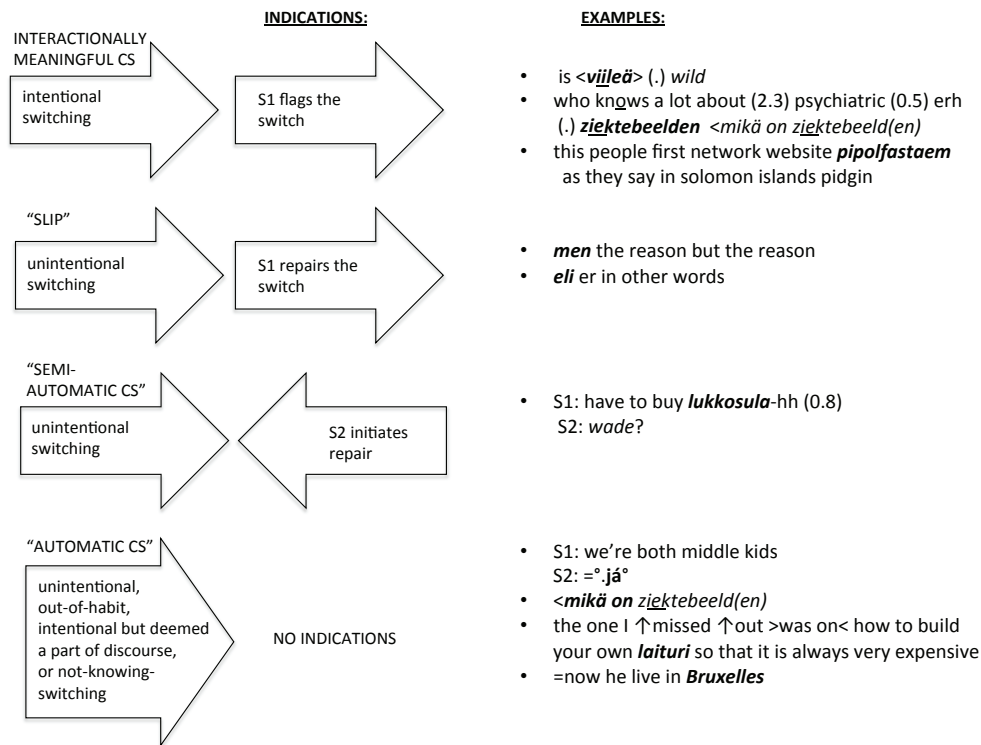 INDICATIONS:
EXAMPLES:
INTERACTIONALLY
MEANINGFUL CS
intentional
switching
S1 flags the
switch
• is <viileä> (.) wild
• who knows a lot about (2.3) psychiatric (0.5) erh
(.) ziektebeelden <mikä on ziektebeeld(en)
• this people first network website pipolfastaem
as they say in solomon islands pidgin
“SLIP”
unintentional
switching
S1 repairs the
switch
• men the reason but the reason
• eli er in other words
“SEMI-
AUTOMATIC CS”
unintentional
switching
S2 initiates
repair
• S1: have to buy lukkosula-hh (0.8)
S2: wade?
“AUTOMATIC CS”
unintentional,
out-of-habit,
intentional but deemed
a part of discourse,
or not-knowing-
switching
NO INDICATIONS
• S1: we’re both middle kids
S2: =°.já°
• <mikä on ziektebeeld(en)
• the one I ↑missed ↑out >was on< how to build
your own laituri so that it is always very expensive
• =now he live in Bruxelles